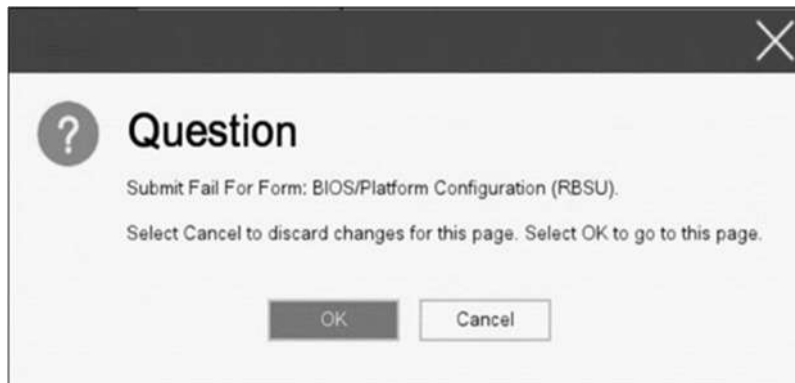 ?
Question
Submit Fail For Form: BIOS/Platform Configuration (RBSU).
Select Cancel to discard changes for this page. Select OK to go to this page.
OK
Cancel